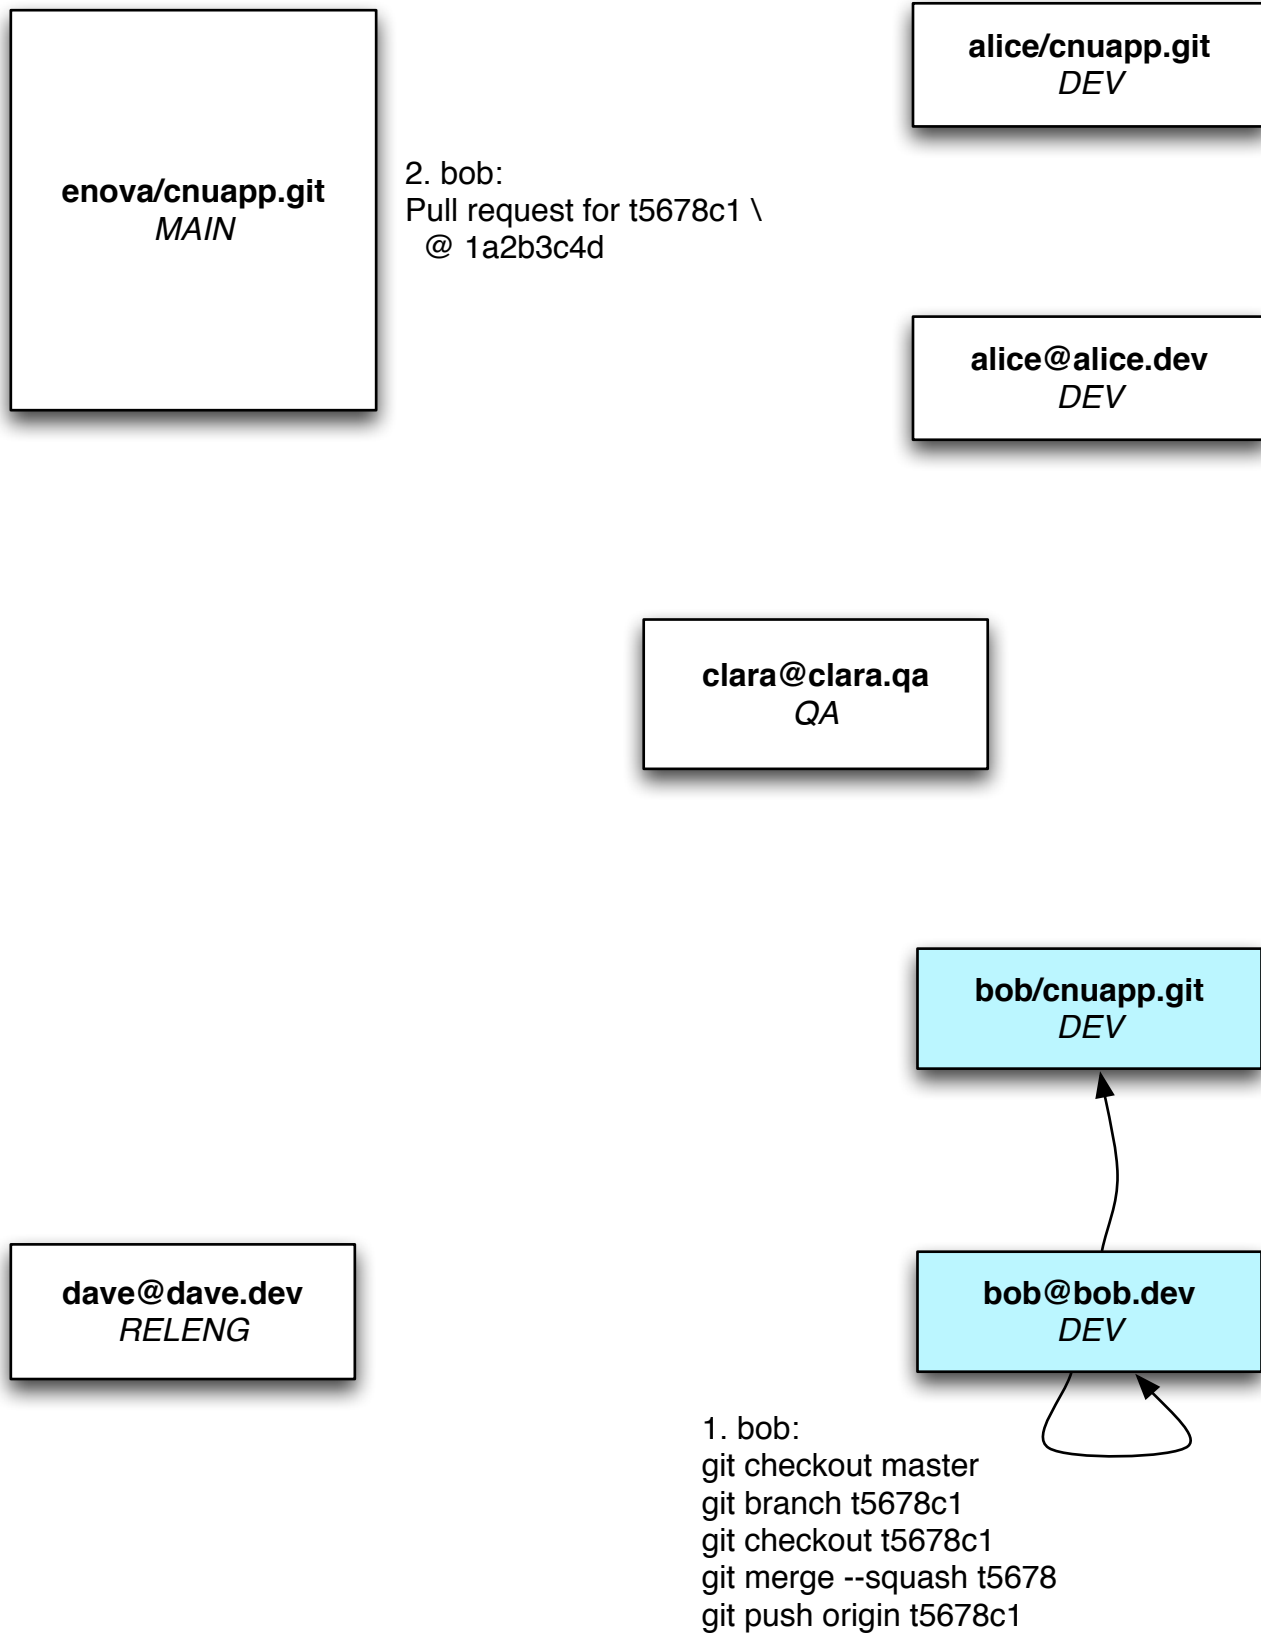 enova/cnuapp.git
MAIN
2. bob:
Pull request for t5678c1 \
@ 1a2b3c4d
alice/cnuapp.git
DEV
alice@alice.dev
DEV
clara@clara.qa
QA
bob/cnuapp.git
DEV
dave@dave.dev
RELENG
bob@bob.dev
DEV
1. bob:
git checkout master
git branch t5678c1
git checkout t5678c1
git merge --squash t5678
git push origin t5678c1